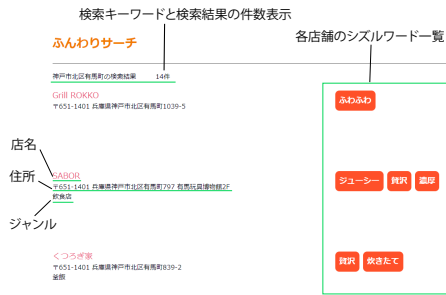 検索キーワードと検索結果の件数表示
各店舗のシズルワード一覧
ふんわりサーチ
神戸市北区有馬町の検索結果 14件
Grill ROKKO
〒651-1401 兵庫県神戸市北区有馬町1039-5
ふわふわ
店名
住所
ジャンル
SABOR
〒651-1401 兵庫県神戸市北区有馬町797 有馬玩具博物館2F
飲食店
ジューシー 贅沢 濃厚
くつろぎ家
〒651-1401 兵庫県神戸市北区有馬町839-2
釜飯
贅沢 炊きたて